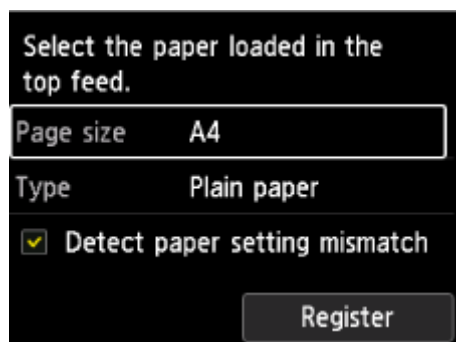 Select the paper loaded in the
top feed.
Page size A4
Type Plain paper
Detect paper setting mismatch
Register